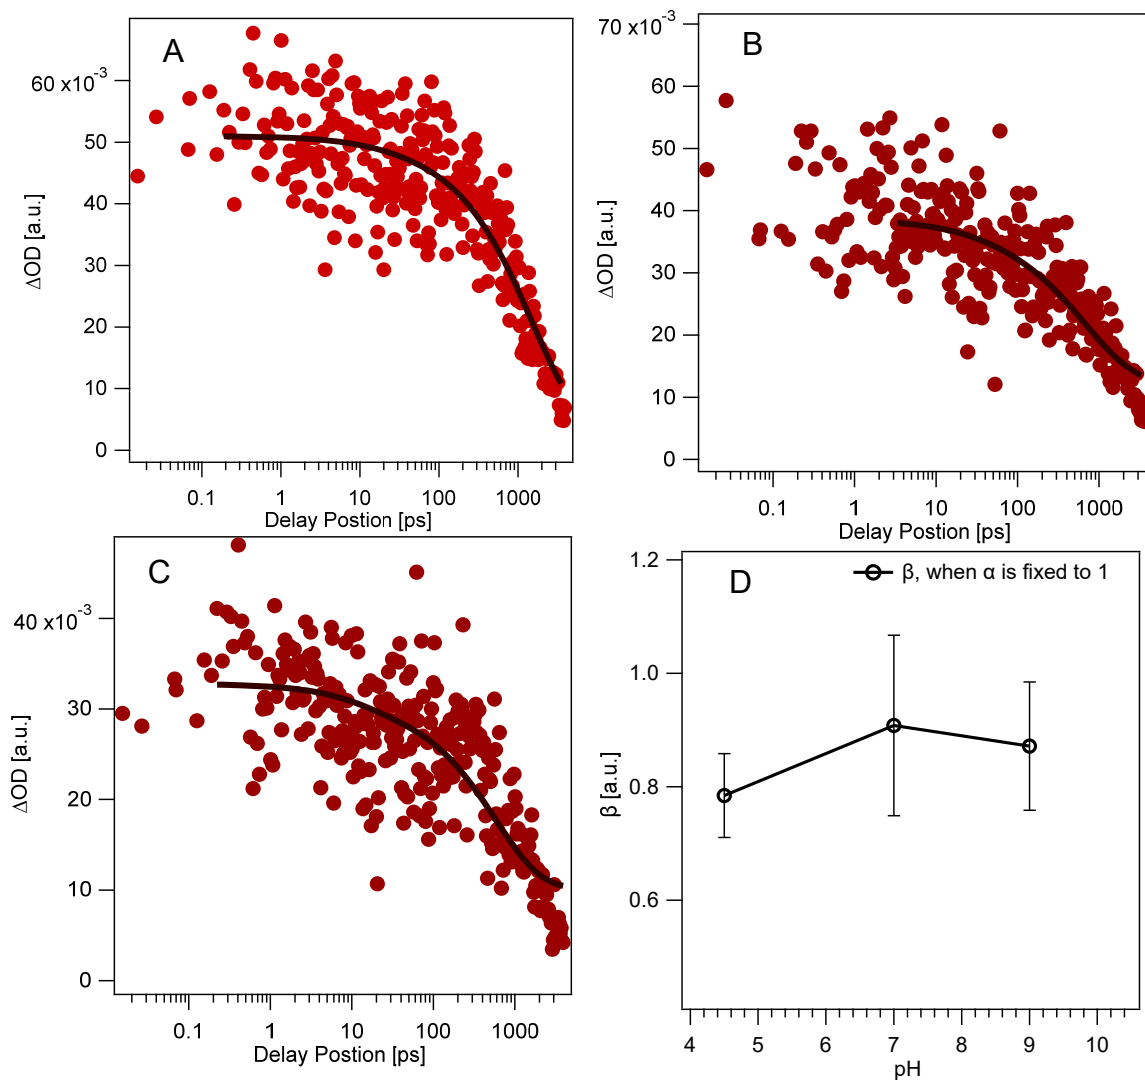 A
60 x10-3
50
40
30
20
10
0
ΔOD [a.u.]
0.1 1 10 100 1000
Delay Postion [ps]
B
70 x10-3
60
50
40
30
20
10
0
ΔOD [a.u.]
0.1 1 10 100 1000
Delay Postion [ps]
C
40 x10-3
30
20
10
0
ΔOD [a.u.]
0.1 1 10 100 1000
Delay Postion [ps]
D
β, when α is fixed to 1
1.2
1.0
0.8
0.6
β [a.u.]
4 5 6 7 8 9 10
pH